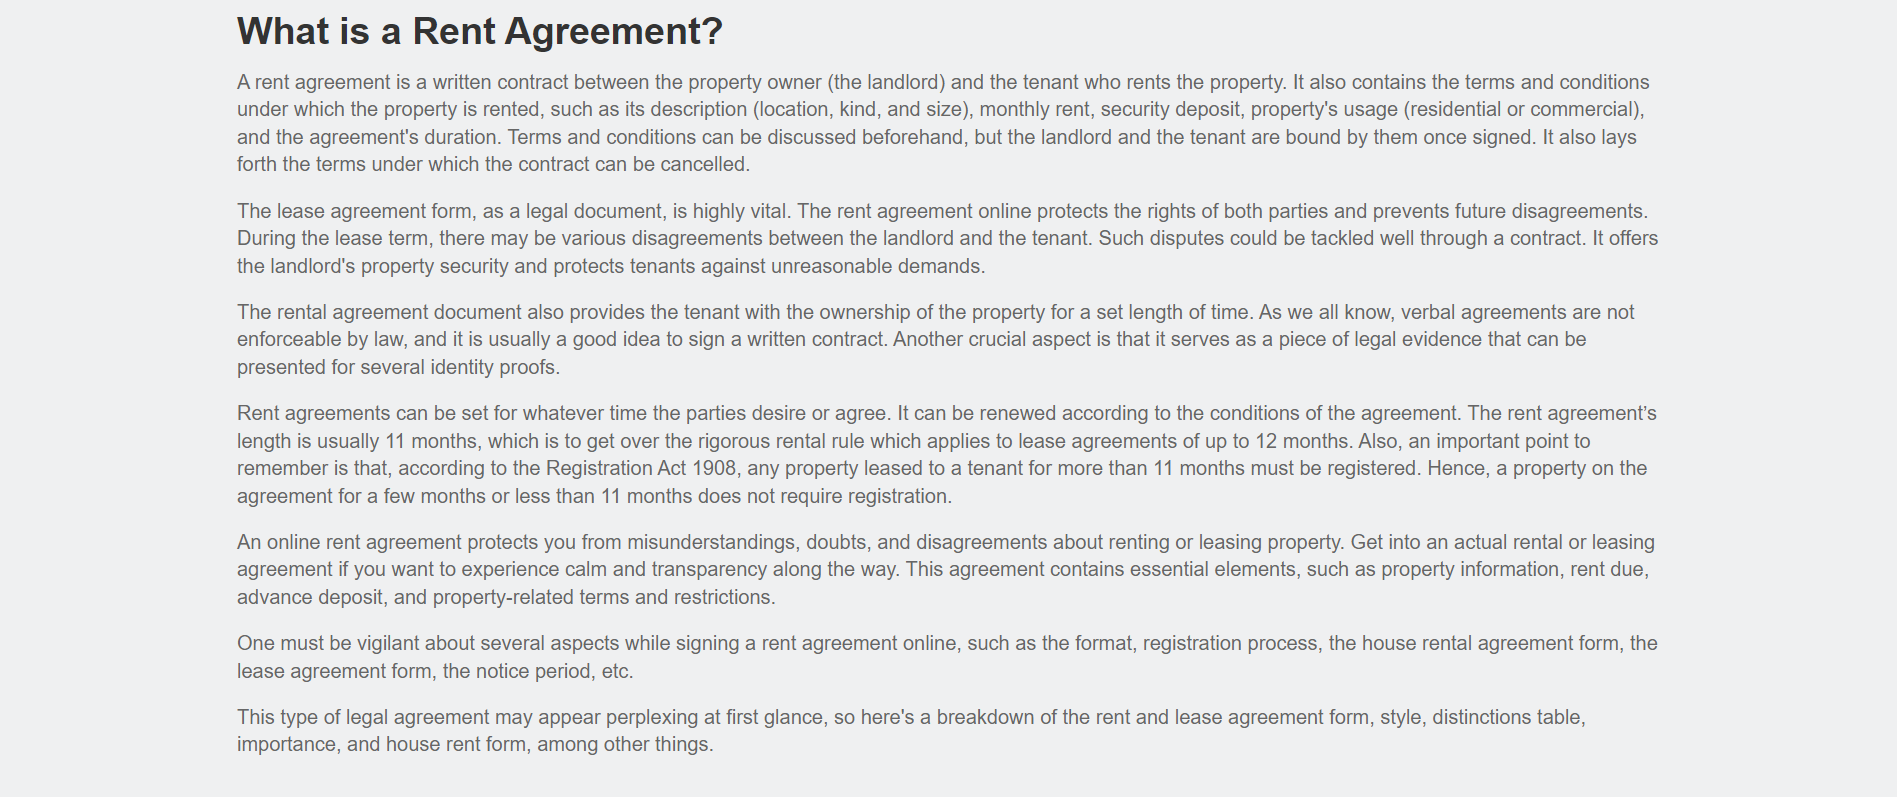 What is a Rent Agreement?
A rent agreement is a written contract between the property owner (the landlord) and the tenant who rents the property. It also contains the terms and conditions
under which the property is rented, such as its description (location, kind, and size), monthly rent, security deposit, property's usage (residential or commercial),
and the agreement's duration. Terms and conditions can be discussed beforehand, but the landlord and the tenant are bound by them once signed. It also lays
forth the terms under which the contract can be cancelled.
The lease agreement form, as a legal document, is highly vital. The rent agreement online protects the rights of both parties and prevents future disagreements.
During the lease term, there may be various disagreements between the landlord and the tenant. Such disputes could be tackled well through a contract. It offers
the landlord's property security and protects tenants against unreasonable demands.
The rental agreement document also provides the tenant with the ownership of the property for a set length of time. As we all know, verbal agreements are not
enforceable by law, and it is usually a good idea to sign a written contract. Another crucial aspect is that it serves as a piece of legal evidence that can be
presented for several identity proofs.
Rent agreements can be set for whatever time the parties desire or agree. It can be renewed according to the conditions of the agreement. The rent agreement’s
length is usually 11 months, which is to get over the rigorous rental rule which applies to lease agreements of up to 12 months. Also, an important point to
remember is that, according to the Registration Act 1908, any property leased to a tenant for more than 11 months must be registered. Hence, a property on the
agreement for a few months or less than 11 months does not require registration.
An online rent agreement protects you from misunderstandings, doubts, and disagreements about renting or leasing property. Get into an actual rental or leasing
agreement if you want to experience calm and transparency along the way. This agreement contains essential elements, such as property information, rent due,
advance deposit, and property-related terms and restrictions.
One must be vigilant about several aspects while signing a rent agreement online, such as the format, registration process, the house rental agreement form, the
lease agreement form, the notice period, etc.
This type of legal agreement may appear perplexing at first glance, so here's a breakdown of the rent and lease agreement form, style, distinctions table,
importance, and house rent form, among other things.